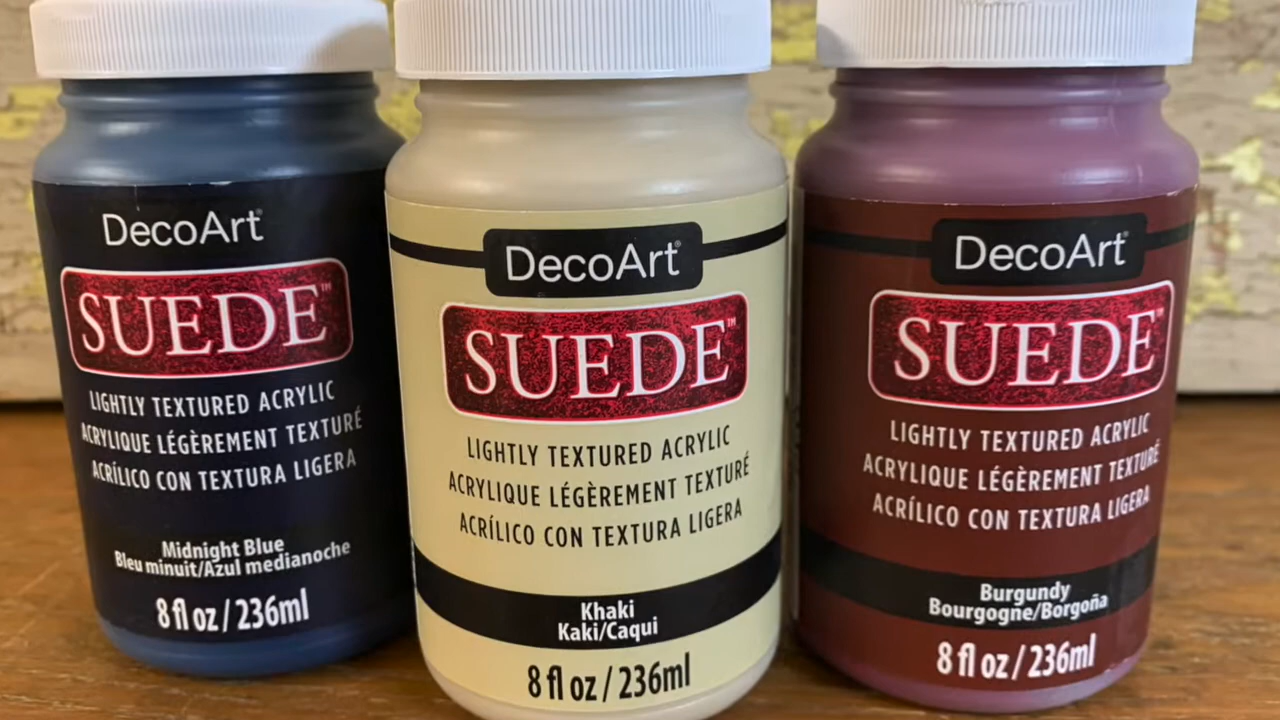 DecoArt®
SUEDE™
LIGHTLY TEXTURED ACRYLIC
ACRYLIQUE LÉGÈREMENT TEXTURÉ
ACRÍLICO CON TEXTURA LIGERA
Midnight Blue
Bleu minuit/Azul medianoche
8 fl oz / 236ml
DecoArt®
SUEDE™
LIGHTLY TEXTURED ACRYLIC
ACRYLIQUE LÉGÈREMENT TEXTURÉ
ACRÍLICO CON TEXTURA LIGERA
Khaki
Kaki/Caqui
8 fl oz / 236ml
DecoArt®
SUEDE™
LIGHTLY TEXTURED ACRYLIC
ACRYLIQUE LÉGÈREMENT TEXTURÉ
ACRÍLICO CON TEXTURA LIGERA
Burgundy
Bourgogne/Borgoña
8 fl oz / 236ml